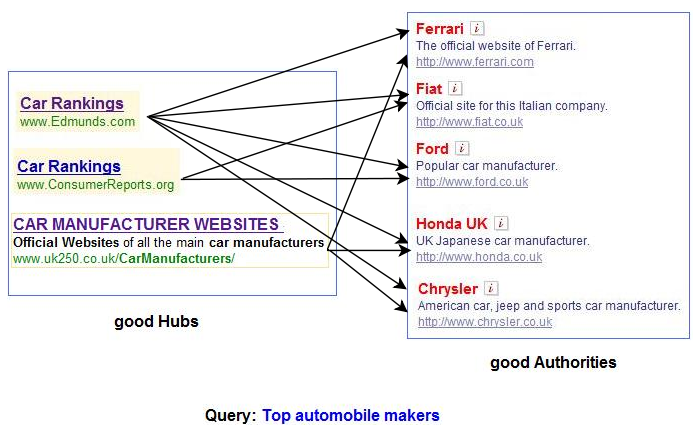 Car Rankings
www.Edmunds.com
Car Rankings
www.ConsumerReports.org
CAR MANUFACTURER WEBSITES
Official Websites of all the main car manufacturers
www.uk250.co.uk/CarManufacturers/
good Hubs
Ferrari i
The official website of Ferrari.
http://www.ferrari.com
Fiat i
Official site for this Italian company.
http://www.fiat.co.uk
Ford i
Popular car manufacturer.
http://www.ford.co.uk
Honda UK i
UK Japanese car manufacturer.
http://www.honda.co.uk
Chrysler i
American car, jeep and sports car manufacturer.
http://www.chrysler.co.uk
good Authorities
Query: Top automobile makers